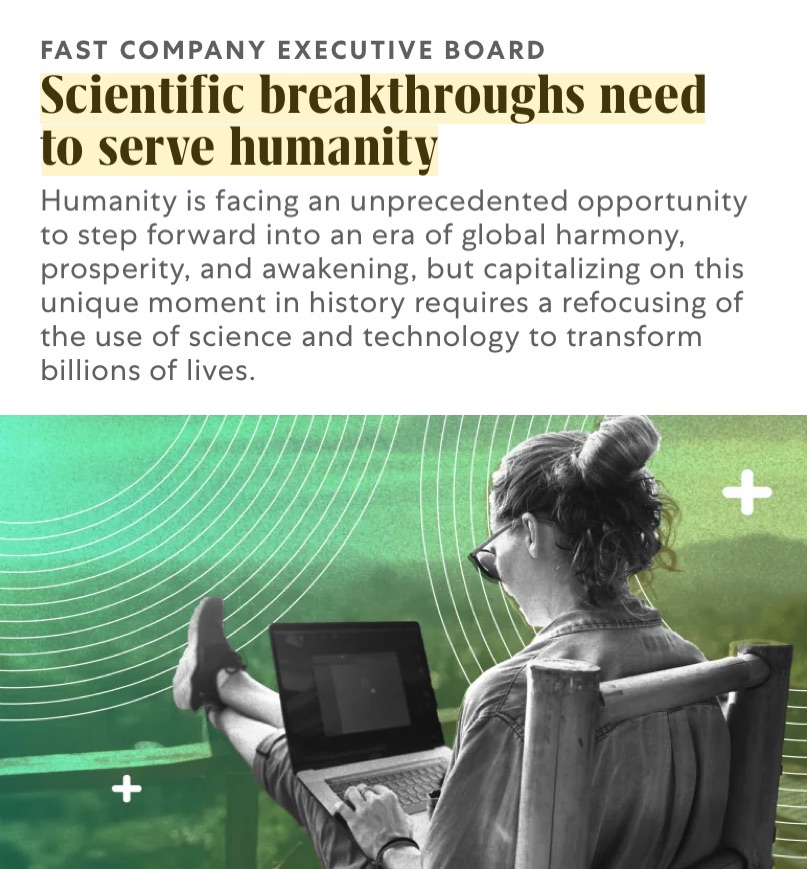 FAST COMPANY EXECUTIVE BOARD
Scientific breakthroughs need
to serve humanity
Humanity is facing an unprecedented opportunity
to step forward into an era of global harmony,
prosperity, and awakening, but capitalizing on this
unique moment in history requires a refocusing of
the use of science and technology to transform
billions of lives.